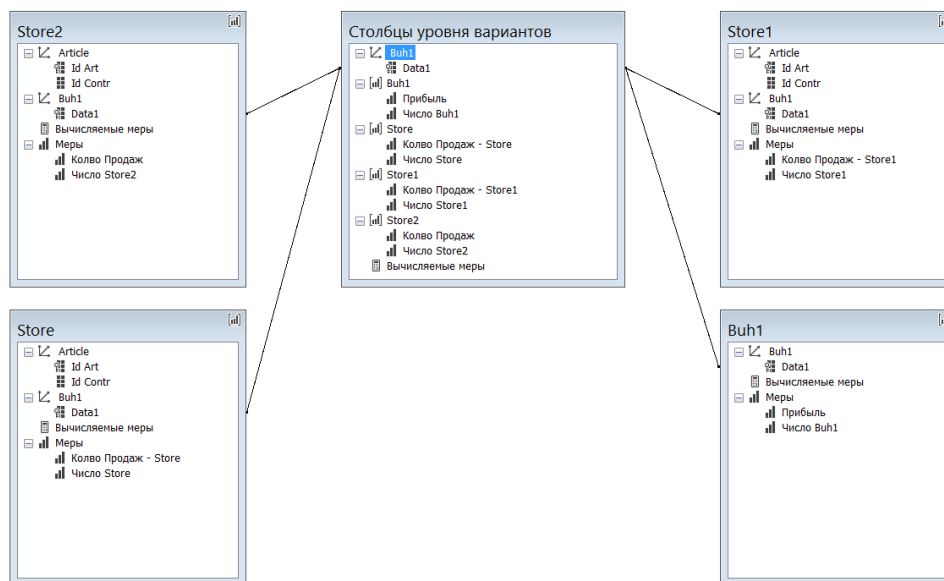 Store2
Article
Id Art
Id Contr
Buh1
Data1
Вычисляемые меры
Меры
Колво Продаж
Число Store2
Столбцы уровня вариантов
Buh1
Data1
Buh1
Прибыль
Число Buh1
Store
Колво Продаж - Store
Число Store
Store1
Колво Продаж - Store1
Число Store1
Store2
Колво Продаж
Число Store2
Вычисляемые меры
Store1
Article
Id Art
Id Contr
Buh1
Data1
Вычисляемые меры
Меры
Колво Продаж - Store1
Число Store1
Store
Article
Id Art
Id Contr
Buh1
Data1
Вычисляемые меры
Меры
Колво Продаж - Store
Число Store
Buh1
Buh1
Data1
Вычисляемые меры
Меры
Прибыль
Число Buh1